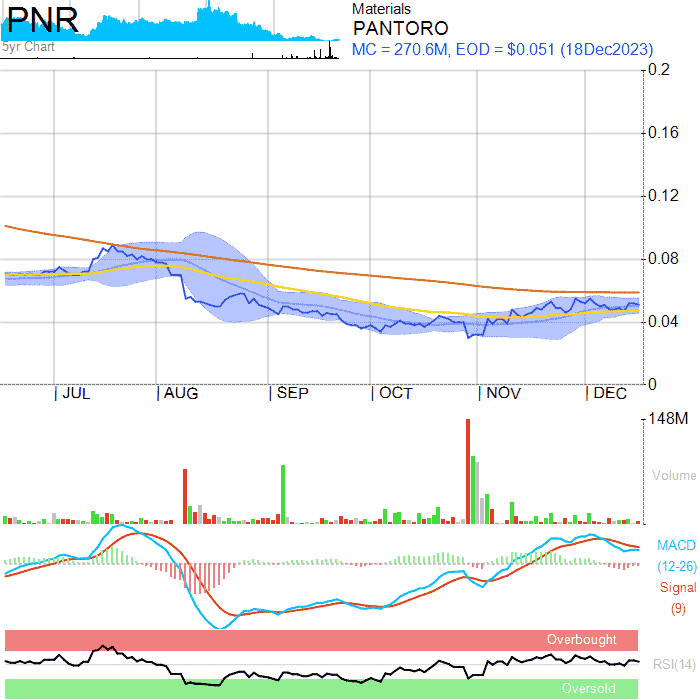 PNR
5yr Chart
Materials
PANTORO
MC = 270.6M, EOD = $0.051 (18Dec2023)
0.2
0.16
0.12
0.08
0.04
0
JUL AUG SEP OCT NOV DEC
148M
Volume
MACD
(12-26)
Signal
(9)
Overbought
RSI(14)
Oversold